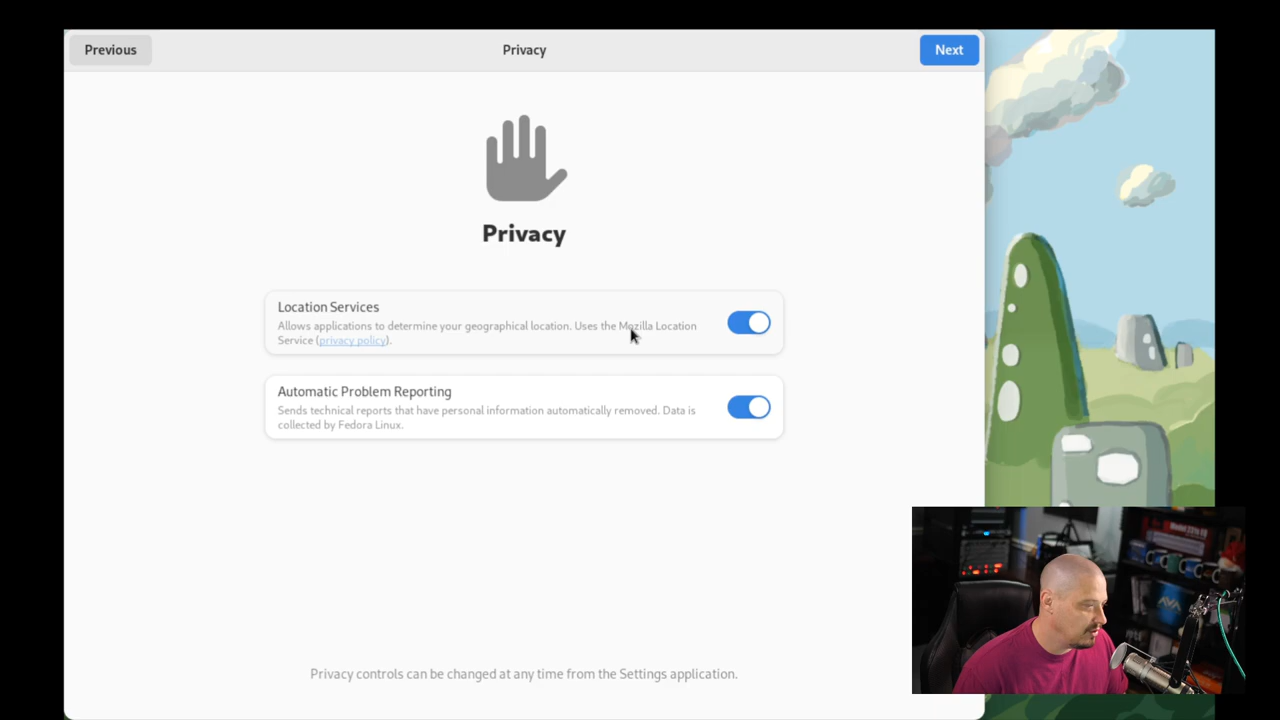 Previous
Privacy
Next
Privacy
Location Services
Allows applications to determine your geographical location. Uses the Mozilla Location
Service (privacy policy).
Automatic Problem Reporting
Sends technical reports that have personal information automatically removed. Data is
collected by Fedora Linux.
Privacy controls can be changed at any time from the Settings application.
AVA